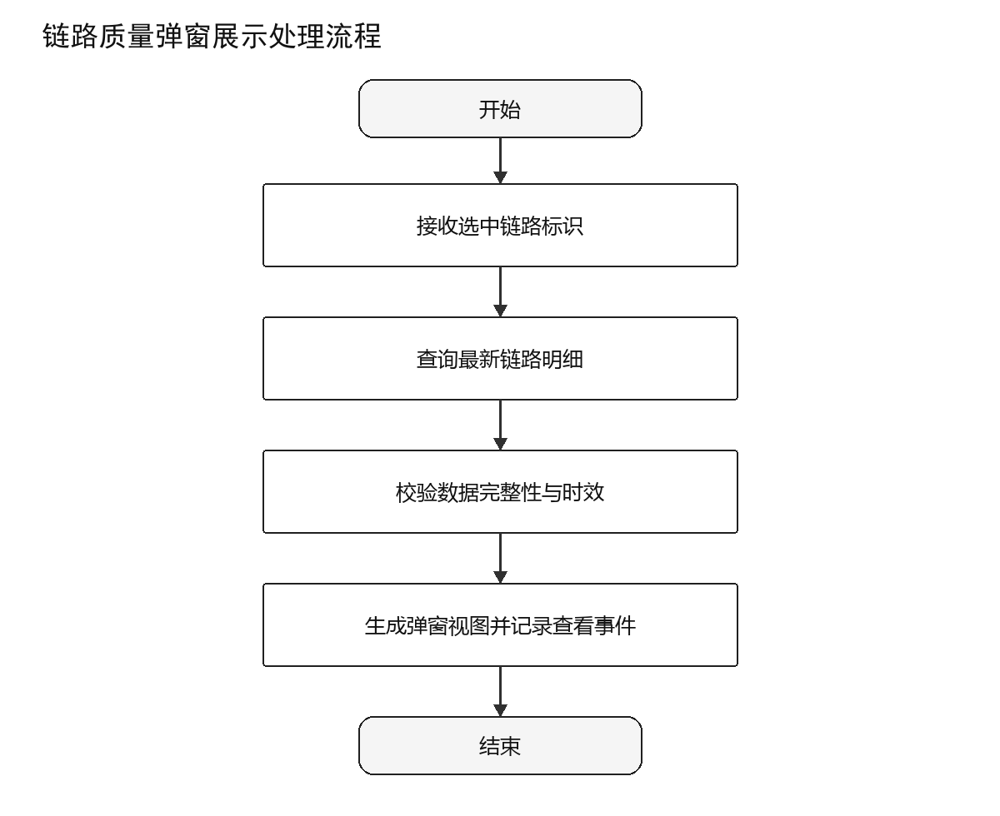 链路质量弹窗展示处理流程
开始
接收选中链路标识
查询最新链路明细
校验数据完整性与时效
生成弹窗视图并记录查看事件
结束